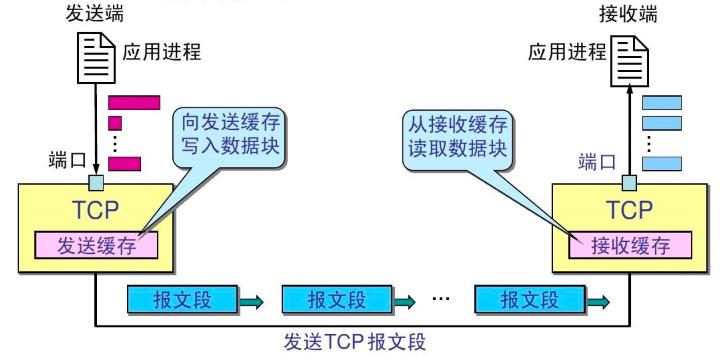 发送端
接收端
应用进程
应用进程
向发送缓存
写入数据块
从接收缓存
读取数据块
端口
端口
TCP
TCP
发送缓存
接收缓存
报文段
报文段
…
报文段
发送TCP报文段